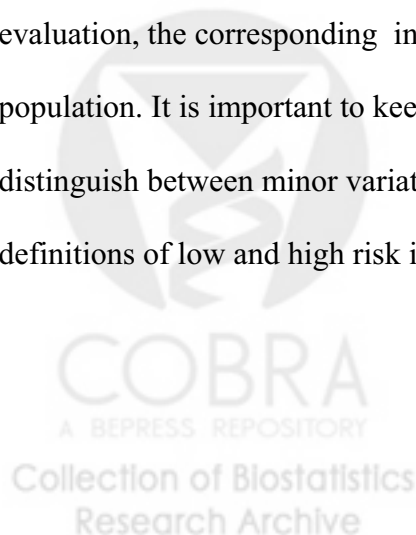 evaluation, the corresponding in
population. It is important to keep
distinguish between minor variat
definitions of low and high risk i
COBRA
A BEPRESS REPOSITORY
Collection of Biostatistics
Research Archive